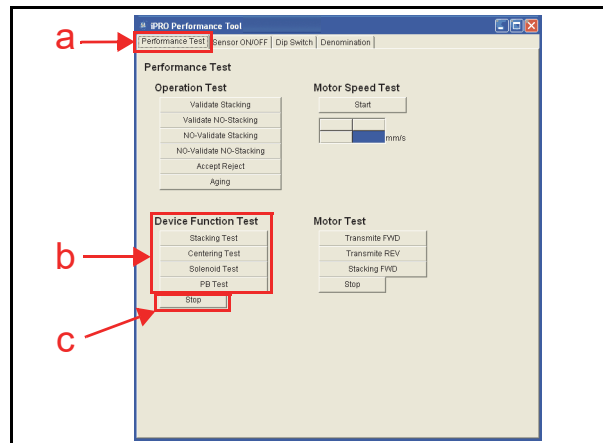 iPRO Performance Tool
a
Performance Test Sensor ON/OFF Dip Switch Denomination
Performance Test
Operation Test
Validate Stacking
Validate NO-Stacking
NO-Validate Stacking
NO-Validate NO-Stacking
Accept Reject
Aging
Motor Speed Test
Start
mm/s
b
Device Function Test
Stacking Test
Centering Test
Solenoid Test
PB Test
c
Stop
Motor Test
Transmite FWD
Transmite REV
Stacking FWD
Stop